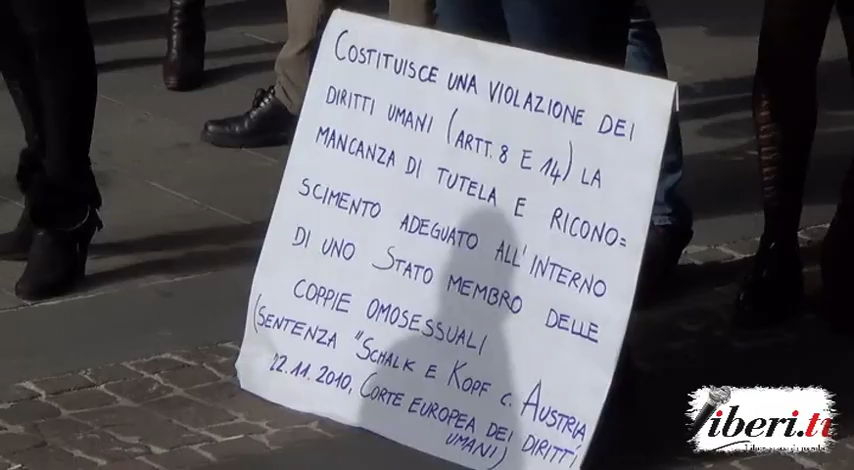 COSTITUISCE UNA VIOLAZIONE DEI
DIRITTI UMANI (ARTT. 8 E 14) LA
MANCANZA DI TUTELA E RICONO=
SCIMENTO ADEGUATO ALL'INTERNO
DI UNO STATO MEMBRO DELLE
COPPIE OMOSESSUALI
(SENTENZA "SCHALK E KOPF C. AUSTRIA
22.11.2010, CORTE EUROPEA DEI DIRITTI
UMANI)
liberi.tv